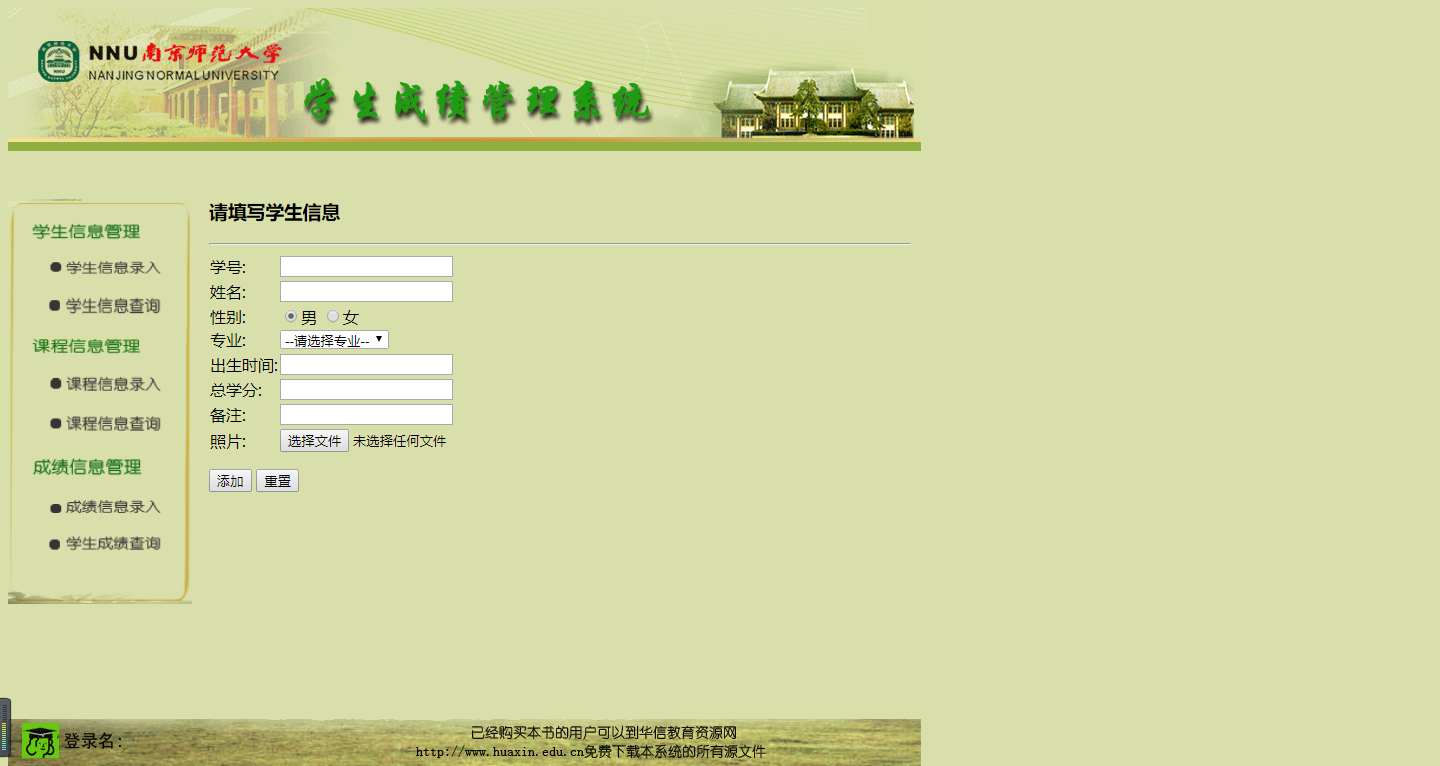 NNU南京师范大学
NANJING NORMAL UNIVERSITY
学生成绩管理系统
学生信息管理
学生信息录入
学生信息查询
课程信息管理
课程信息录入
课程信息查询
成绩信息管理
成绩信息录入
学生成绩查询
请填写学生信息
学号:
姓名:
性别: 男 女
专业: --请选择专业--
出生时间:
总学分:
备注:
照片: 选择文件 未选择任何文件
添加 重置
登录名:
已经购买本书的用户可以到华信教育资源网
http://www.huaxin.edu.cn免费下载本系统的所有源文件